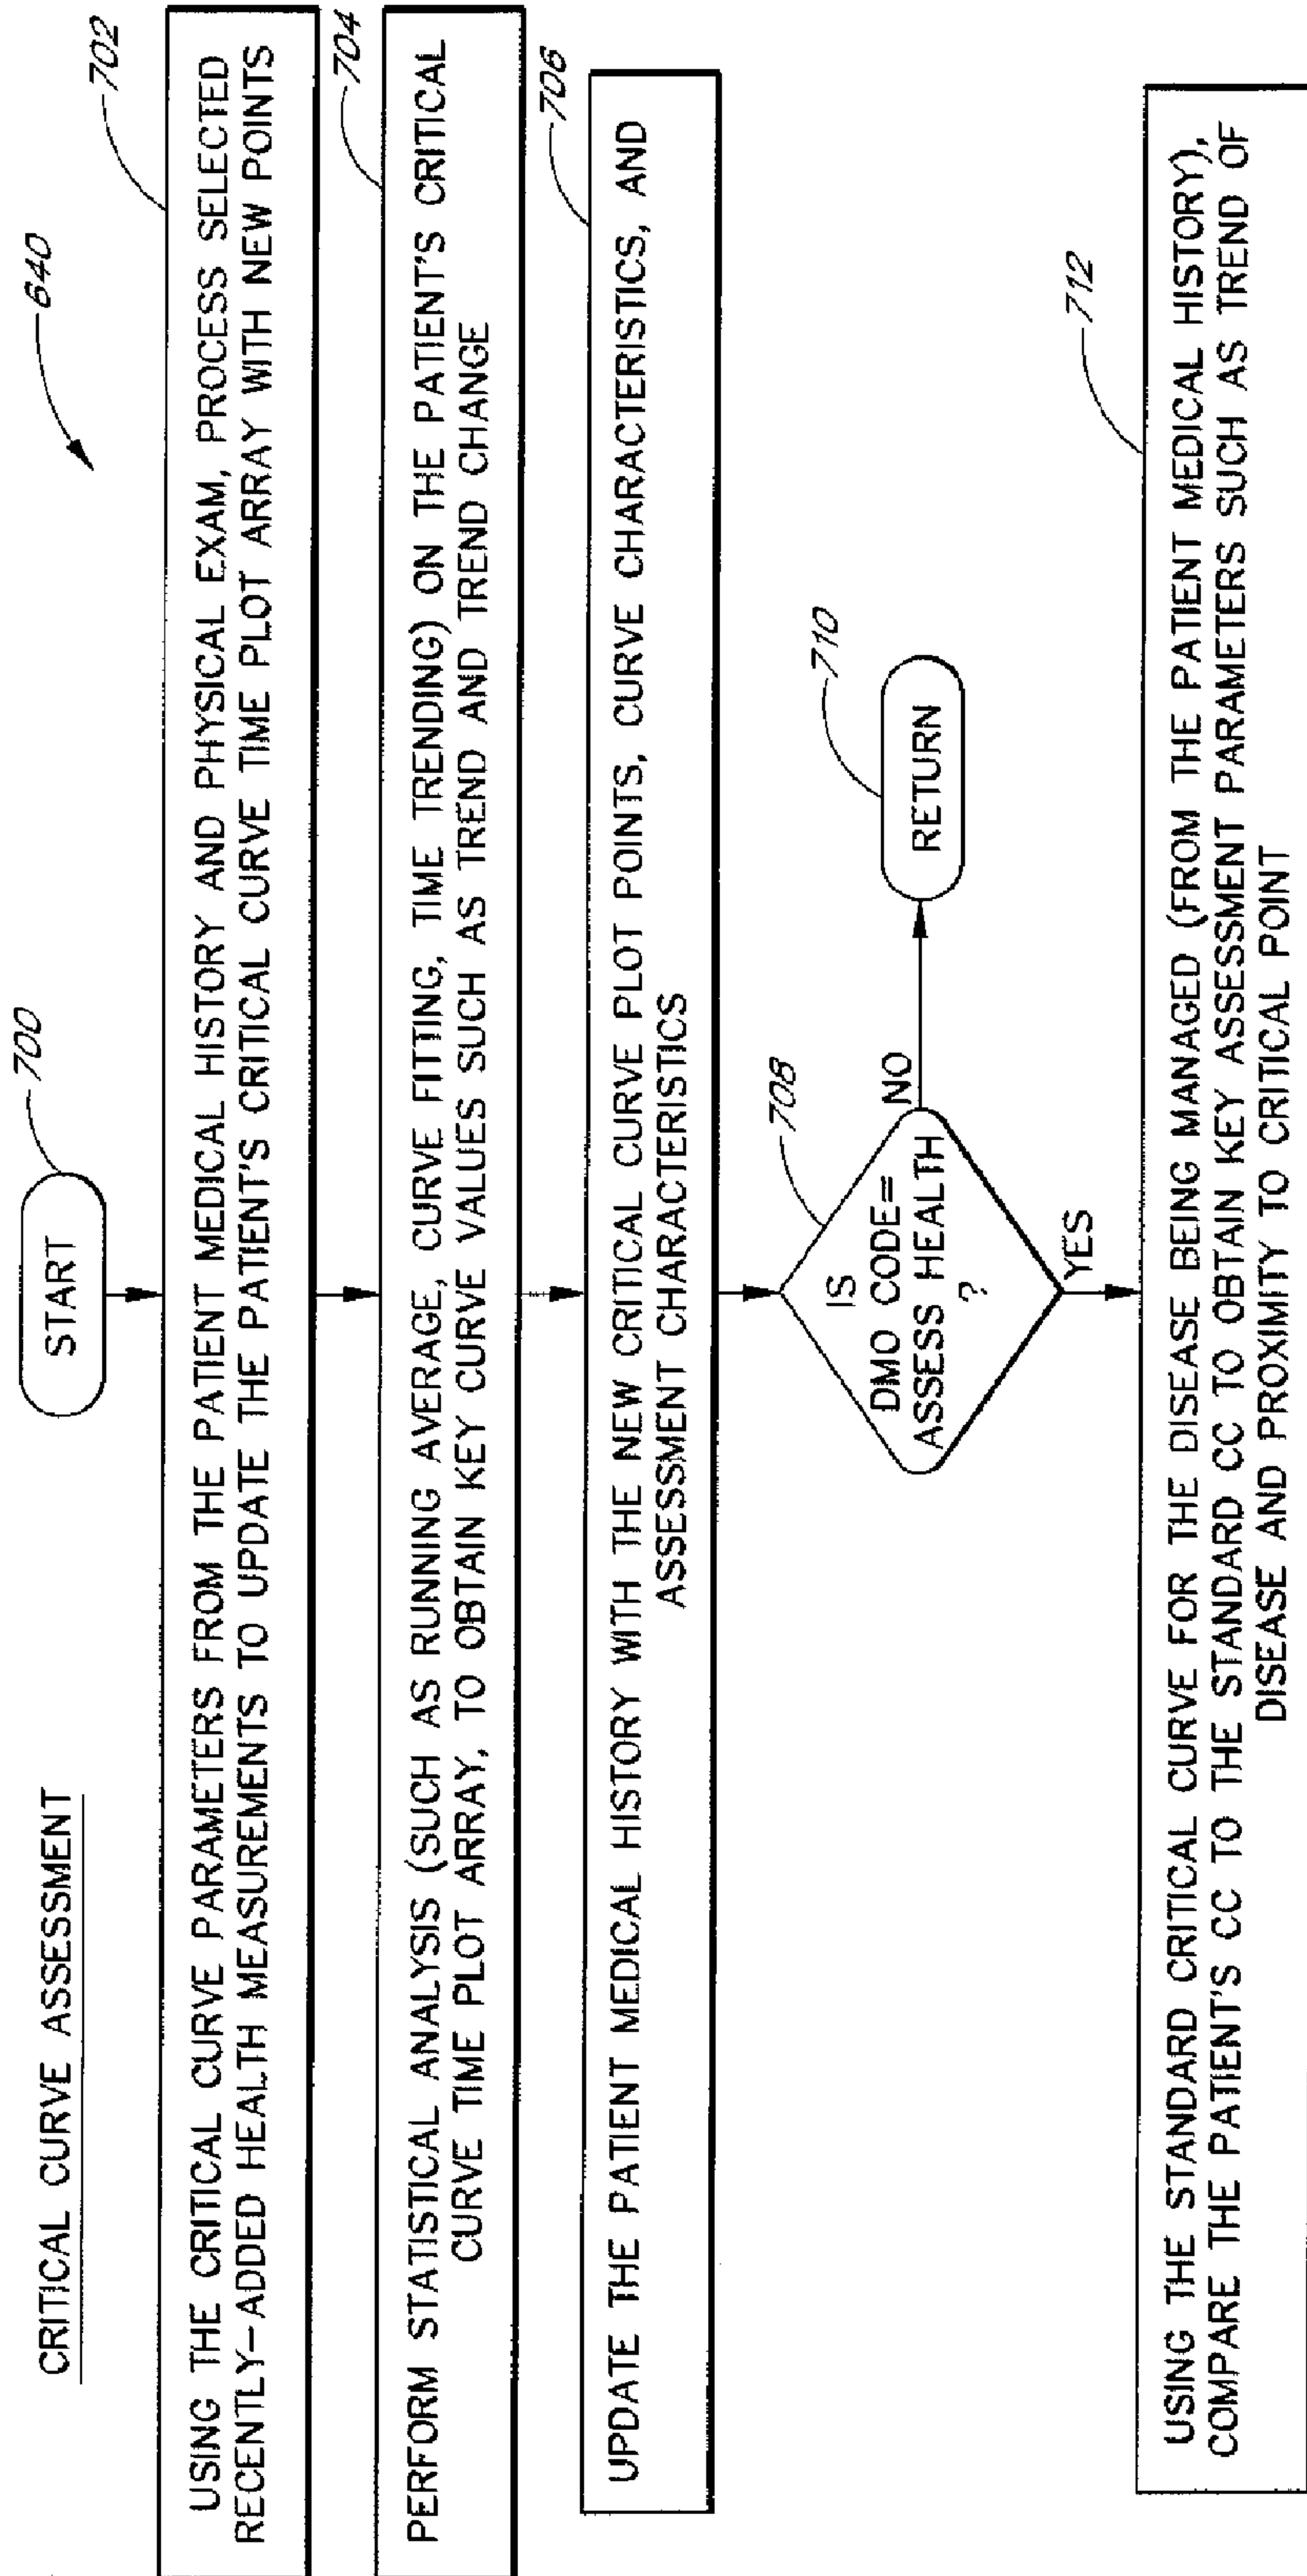 CRITICAL CURVE ASSESSMENT
640
START
700
USING THE CRITICAL CURVE PARAMETERS FROM THE PATIENT MEDICAL HISTORY AND PHYSICAL EXAM, PROCESS SELECTED
RECENTLY-ADDED HEALTH MEASUREMENTS TO UPDATE THE PATIENT'S CRITICAL CURVE TIME PLOT ARRAY WITH NEW POINTS
702
PERFORM STATISTICAL ANALYSIS (SUCH AS RUNNING AVERAGE, CURVE FITTING, TIME TRENDING) ON THE PATIENT'S CRITICAL
CURVE TIME PLOT ARRAY, TO OBTAIN KEY CURVE VALUES SUCH AS TREND AND TREND CHANGE
704
UPDATE THE PATIENT MEDICAL HISTORY WITH THE NEW CRITICAL CURVE PLOT POINTS, CURVE CHARACTERISTICS, AND
ASSESSMENT CHARACTERISTICS
706
IS
DMO CODE=
ASSESS HEALTH
?
708
NO
RETURN
710
YES
USING THE STANDARD CRITICAL CURVE FOR THE DISEASE BEING MANAGED (FROM THE PATIENT MEDICAL HISTORY),
COMPARE THE PATIENT'S CC TO THE STANDARD CC TO OBTAIN KEY ASSESSMENT PARAMETERS SUCH AS TREND OF
DISEASE AND PROXIMITY TO CRITICAL POINT
712